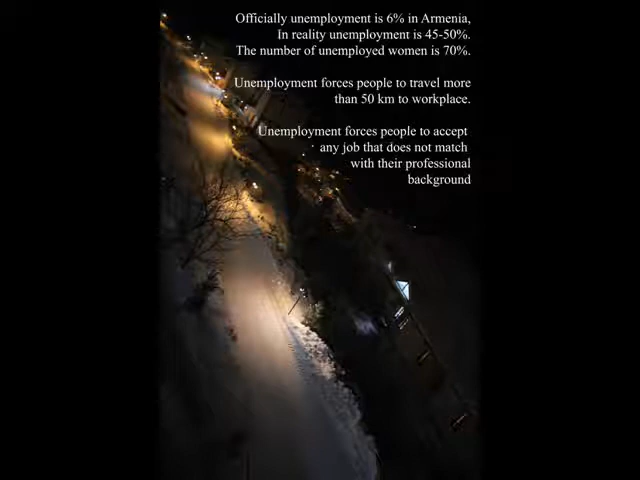 Officially unemployment is 6% in Armenia,
In reality unemployment is 45-50%.
The number of unemployed women is 70%.
Unemployment forces people to travel more
than 50 km to workplace.
Unemployment forces people to accept
any job that does not match
with their professional
background